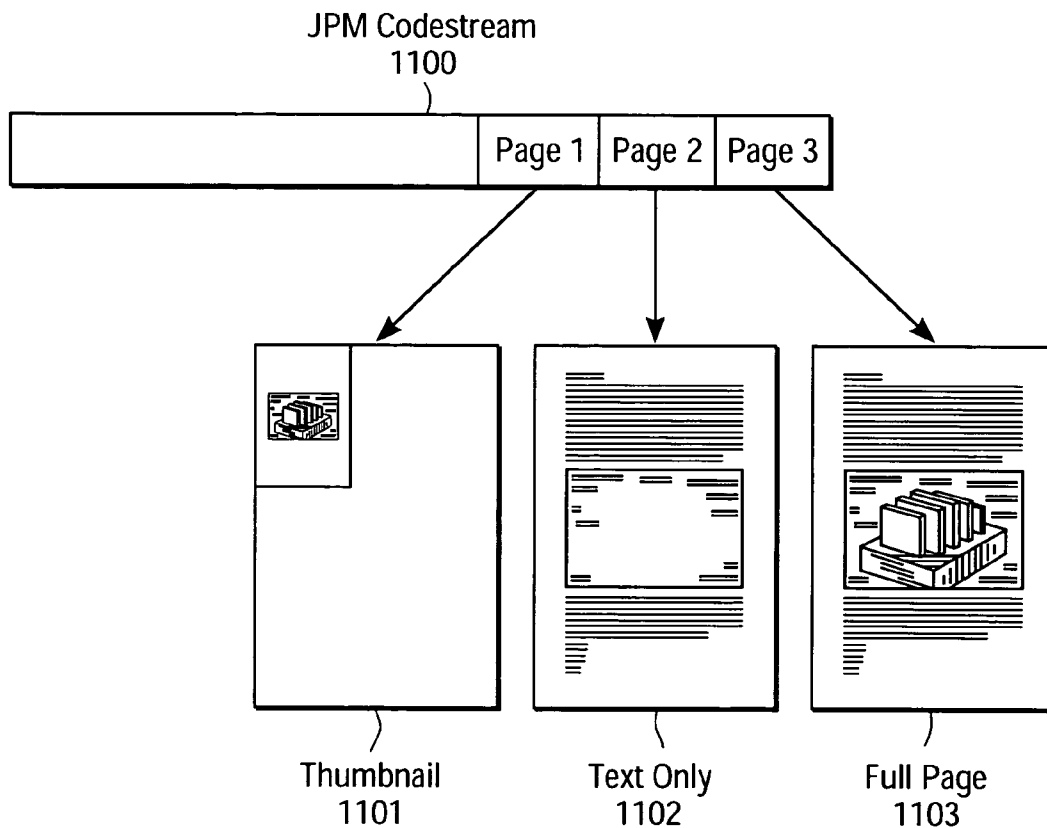 JPM Codestream
1100
Page 1 Page 2 Page 3
Thumbnail
1101
Text Only
1102
Full Page
1103